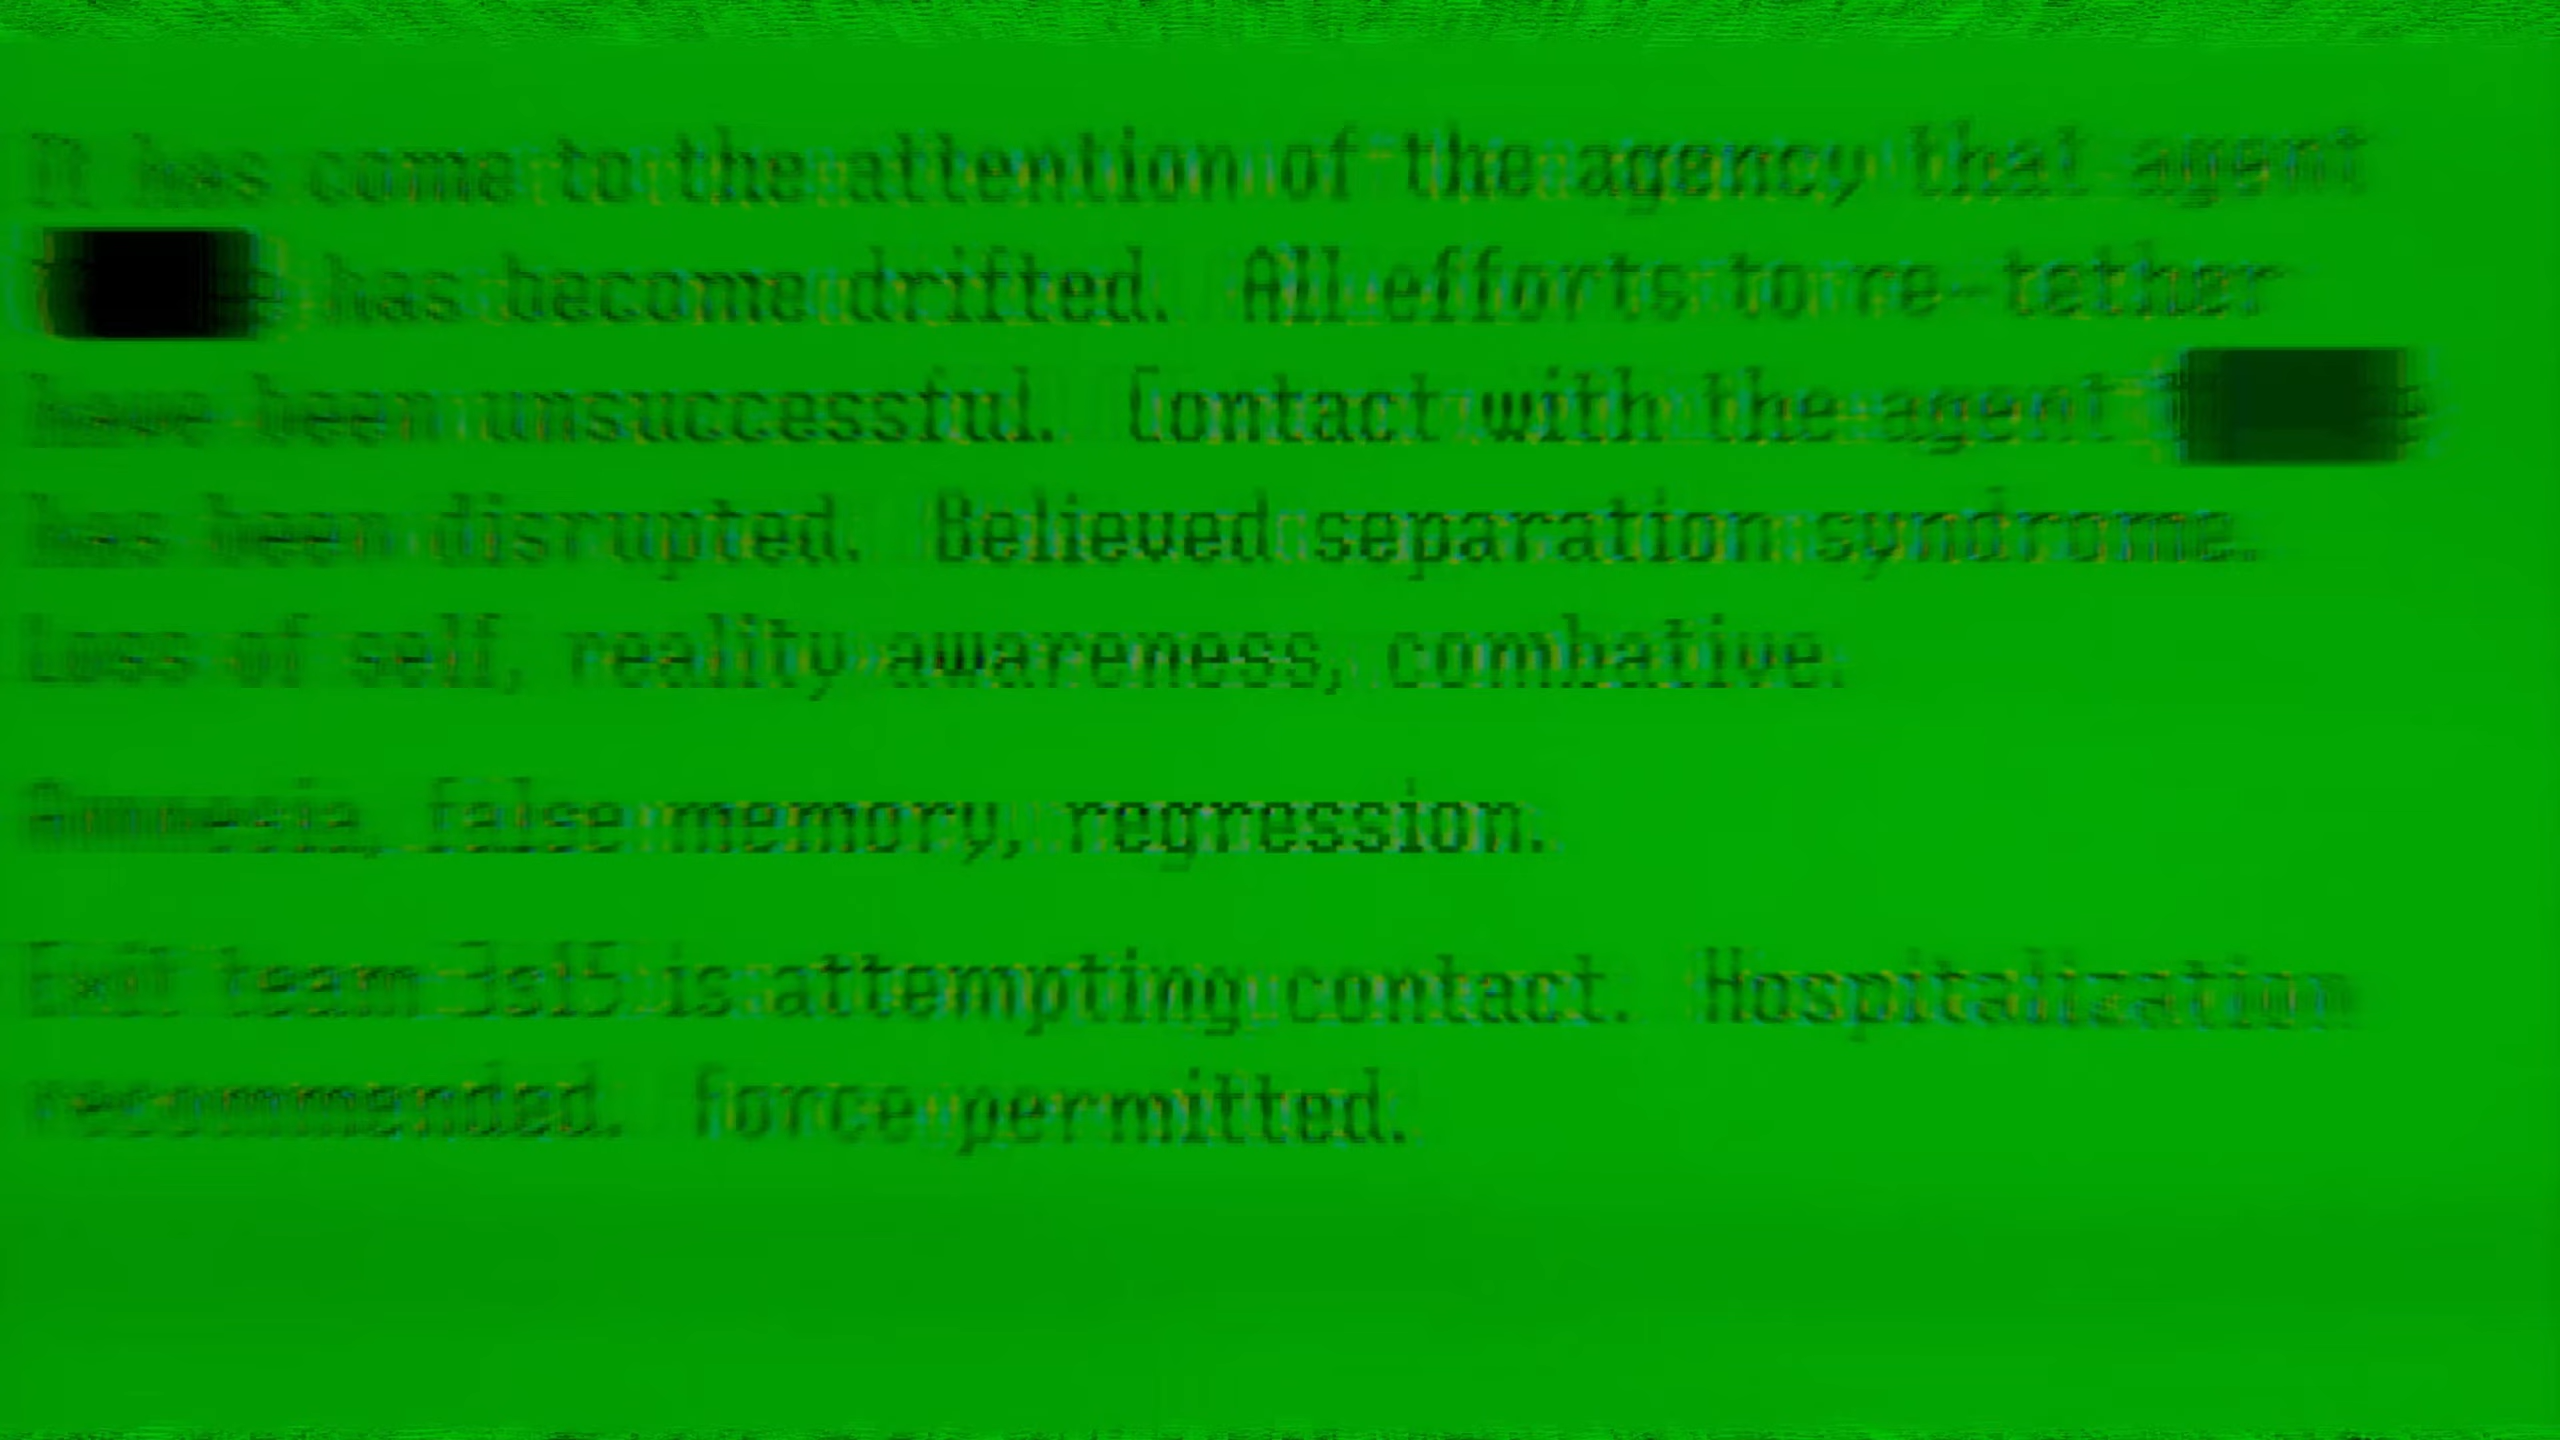 It has come to the attention of the agency that agent
has become drifted. All efforts to re-tether
have been unsuccessful. Contact with the agent
has been disrupted. Believed separation syndrome.
Loss of self, reality awareness, combative.
Amnesia, false memory, regression.
Exit team 3sl5 is attempting contact. Hospitalization
recommended. force permitted.